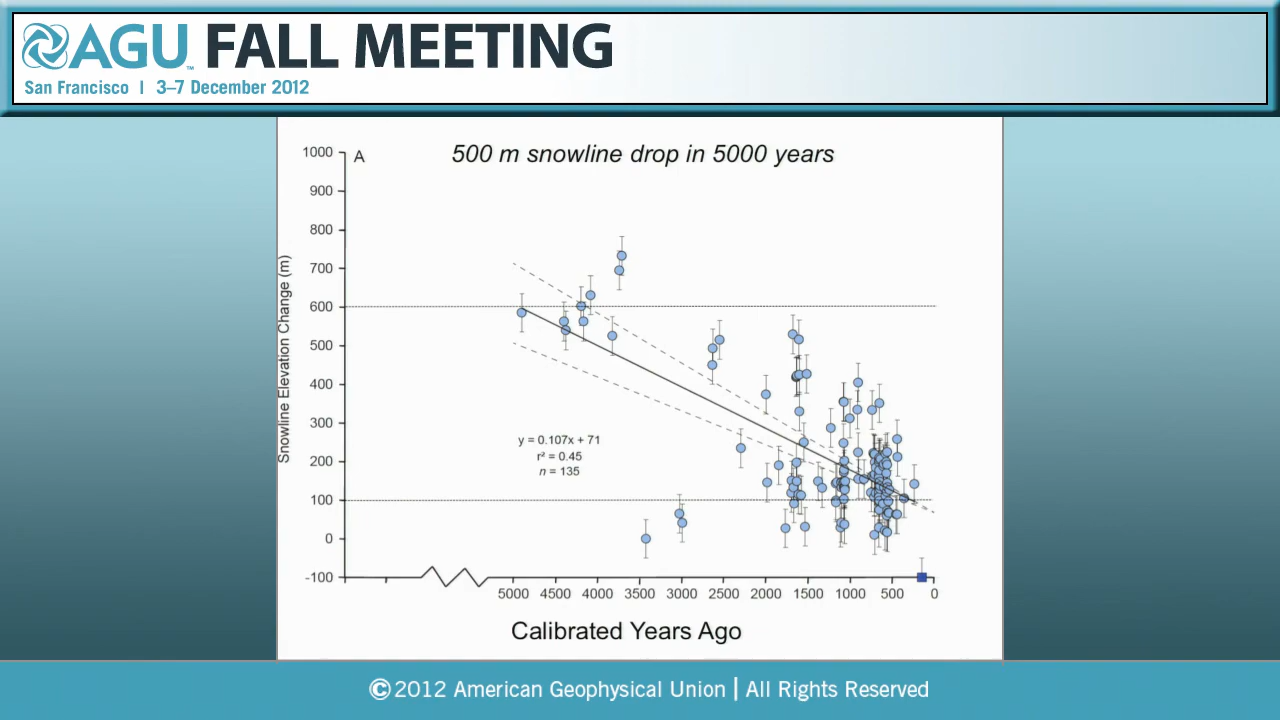 AGU™ FALL MEETING
San Francisco | 3–7 December 2012
A
500 m snowline drop in 5000 years
Snowline Elevation Change (m)
1000
900
800
700
600
500
400
300
200
100
0
-100
y = 0.107x + 71
r² = 0.45
n = 135
5000 4500 4000 3500 3000 2500 2000 1500 1000 500 0
Calibrated Years Ago
©2012 American Geophysical Union | All Rights Reserved